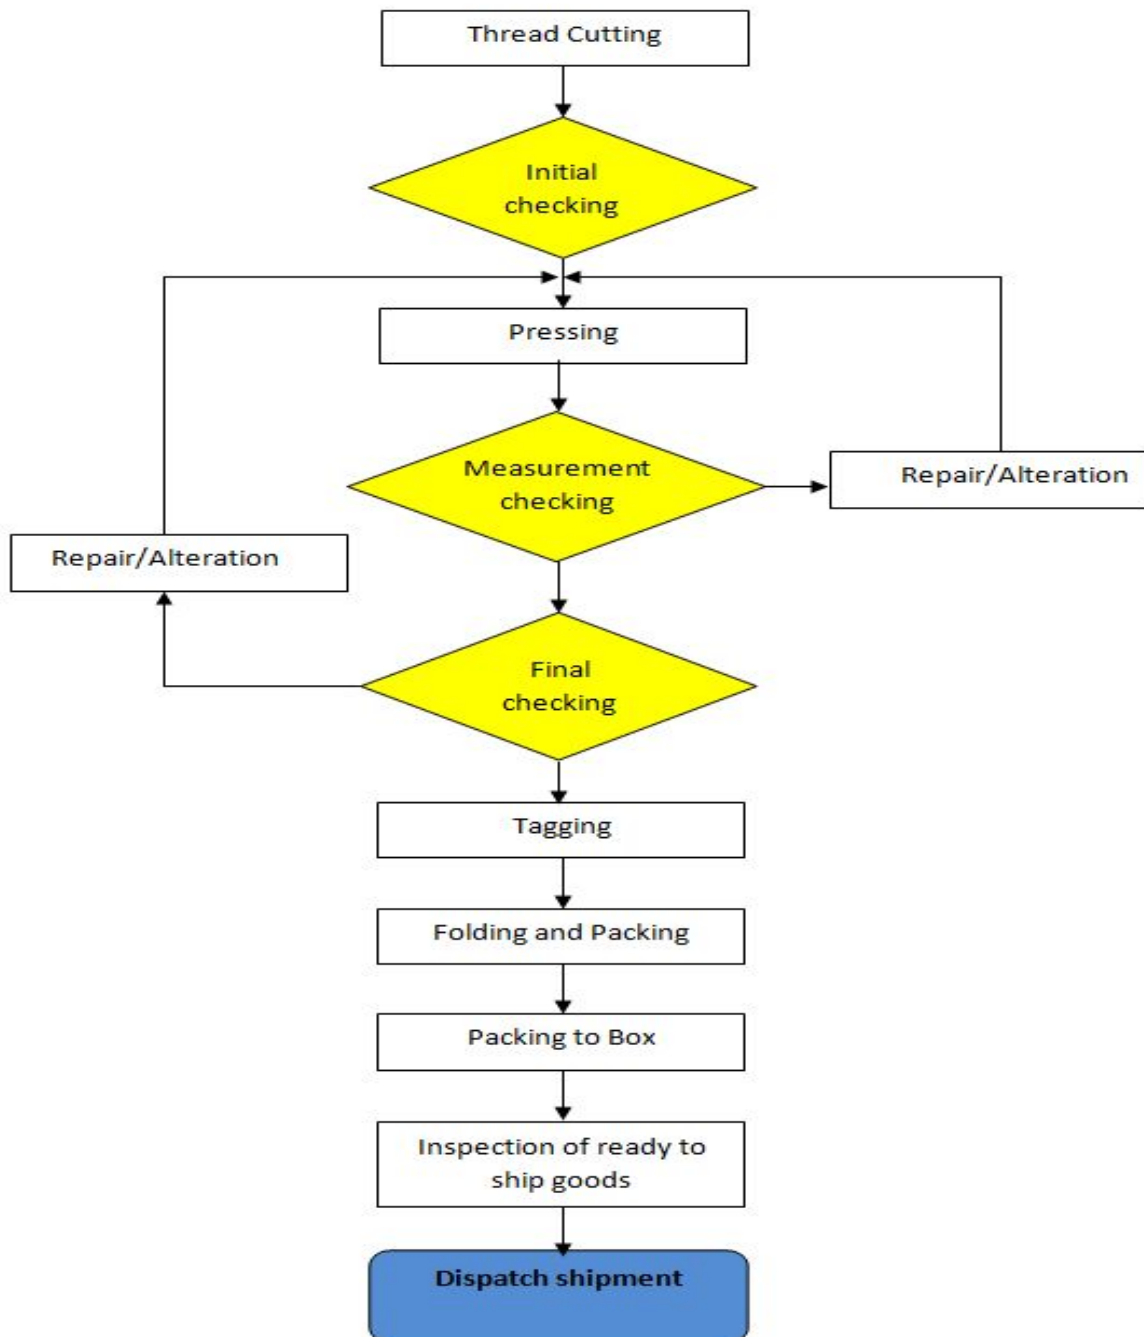 Thread Cutting
Initial
checking
Pressing
Measurement
checking
Repair/Alteration
Repair/Alteration
Final
checking
Tagging
Folding and Packing
Packing to Box
Inspection of ready to
ship goods
Dispatch shipment